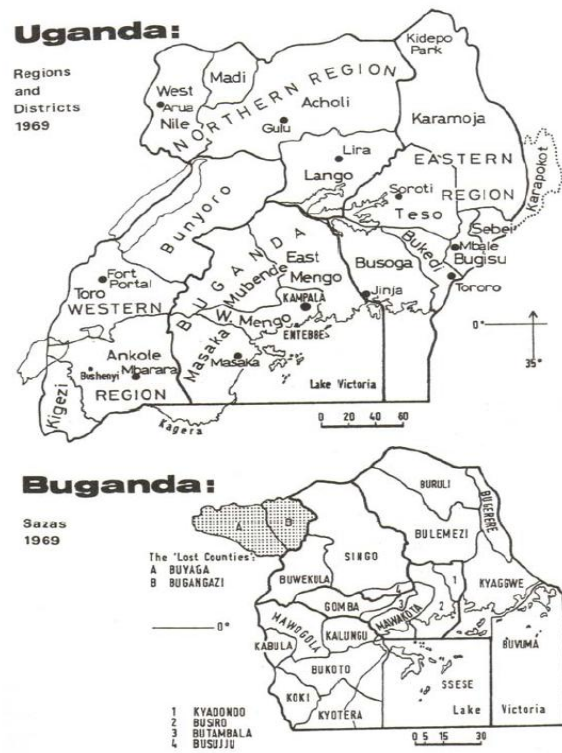 Uganda:
Regions
and
Districts
1969
Kidepo
Park
West
Nile
Arua
Madi
NORTHERN REGION
Acholi
Gulu
Karamoja
Karapokot
Lira
Lango
EASTERN
REGION
Soroti
Teso
Sebei
Bunyoro
Bukedi
Mbale
Bugisu
Tororo
BUGANDA
Mubende
East
Mengo
Busoga
Jinja
Fort
Portal
Toro
WESTERN
REGION
KAMPALA
W. Mengo
ENTEBBE
0°
35°
Ankole
Bushenyi
Mbarara
Masaka
Masaka
Lake Victoria
Kigezi
Kagera
0 20 40 60
Buganda:
Sazas
1969
A
B
The 'Lost Counties':
A BUYAGA
B BUGANGAZI
BURULI
BUGERERE
BULEMEZI
SINGO
BUWEKULA
KYAGGWE
GOMBA
4
3
1
2
MAWOGOLA
KALUNGU
MAWAKOTA
0°
KABULA
BUVUMA
BUKOTO
SSESE
KOOKI
KYOTERA
Lake Victoria
1 KYADONDO
2 BUSIRO
3 BUTAMBALA
4 BUSUJJU
0 5 15 30